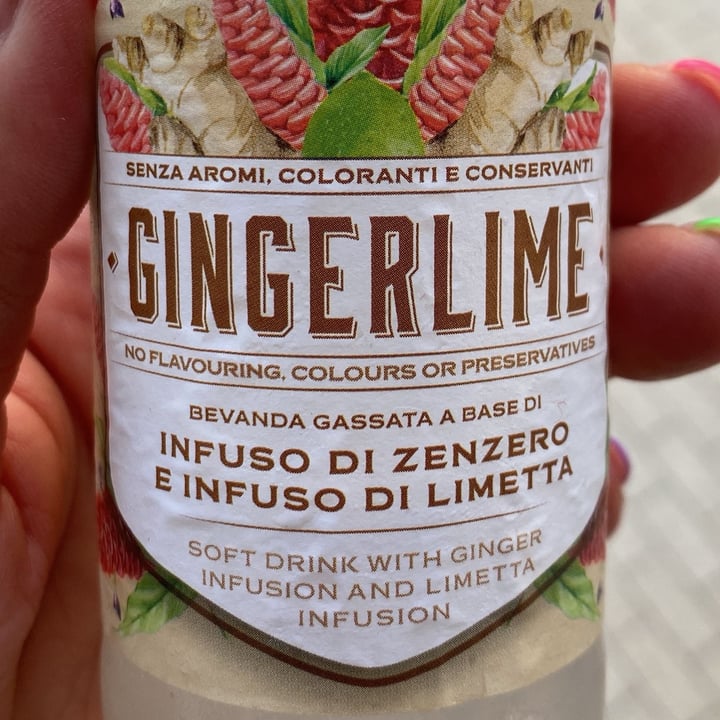 SENZA AROMI, COLORANTI E CONSERVANTI
GINGERLIME
NO FLAVOURING, COLOURS OR PRESERVATIVES
BEVANDA GASSATA A BASE DI
INFUSO DI ZENZERO
E INFUSO DI LIMETTA
SOFT DRINK WITH GINGER
INFUSION AND LIMETTA
INFUSION